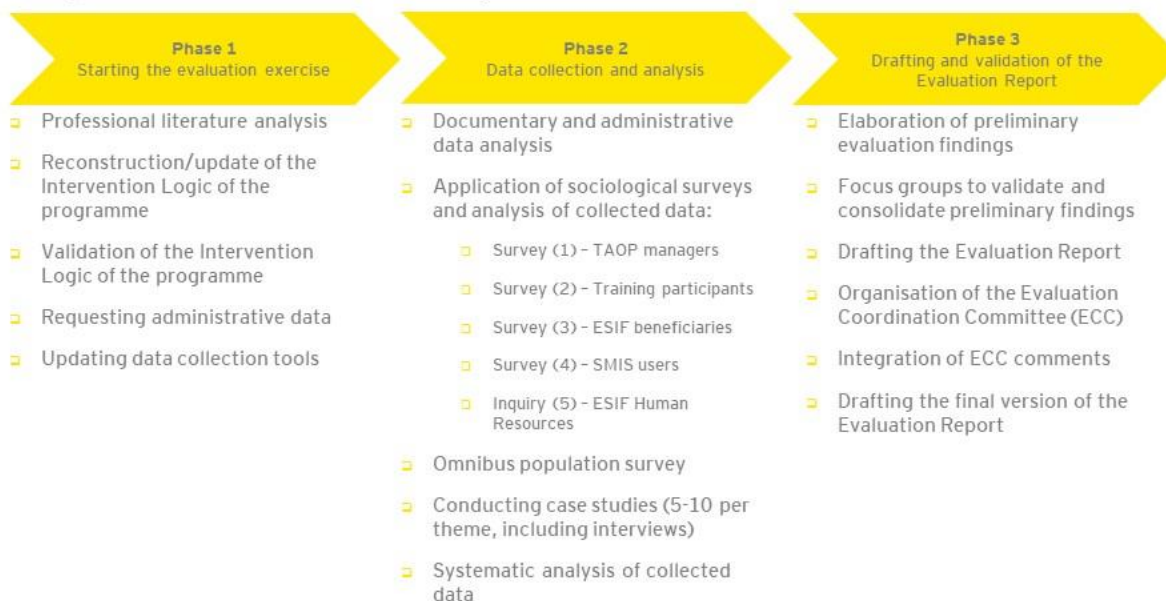 Phase 1
Starting the evaluation exercise
Professional literature analysis
Reconstruction/update of the
Intervention Logic of the
programme
Validation of the Intervention
Logic of the programme
Requesting administrative data
Updating data collection tools
Phase 2
Data collection and analysis
Documentary and administrative
data analysis
Application of sociological surveys
and analysis of collected data:
Survey (1) – TAOP managers
Survey (2) – Training participants
Survey (3) – ESIF beneficiaries
Survey (4) – SMIS users
Inquiry (5) – ESIF Human
Resources
Omnibus population survey
Conducting case studies (5-10 per
theme, including interviews)
Systematic analysis of collected
data
Phase 3
Drafting and validation of the
Evaluation Report
Elaboration of preliminary
evaluation findings
Focus groups to validate and
consolidate preliminary findings
Drafting the Evaluation Report
Organisation of the Evaluation
Coordination Committee (ECC)
Integration of ECC comments
Drafting the final version of the
Evaluation Report